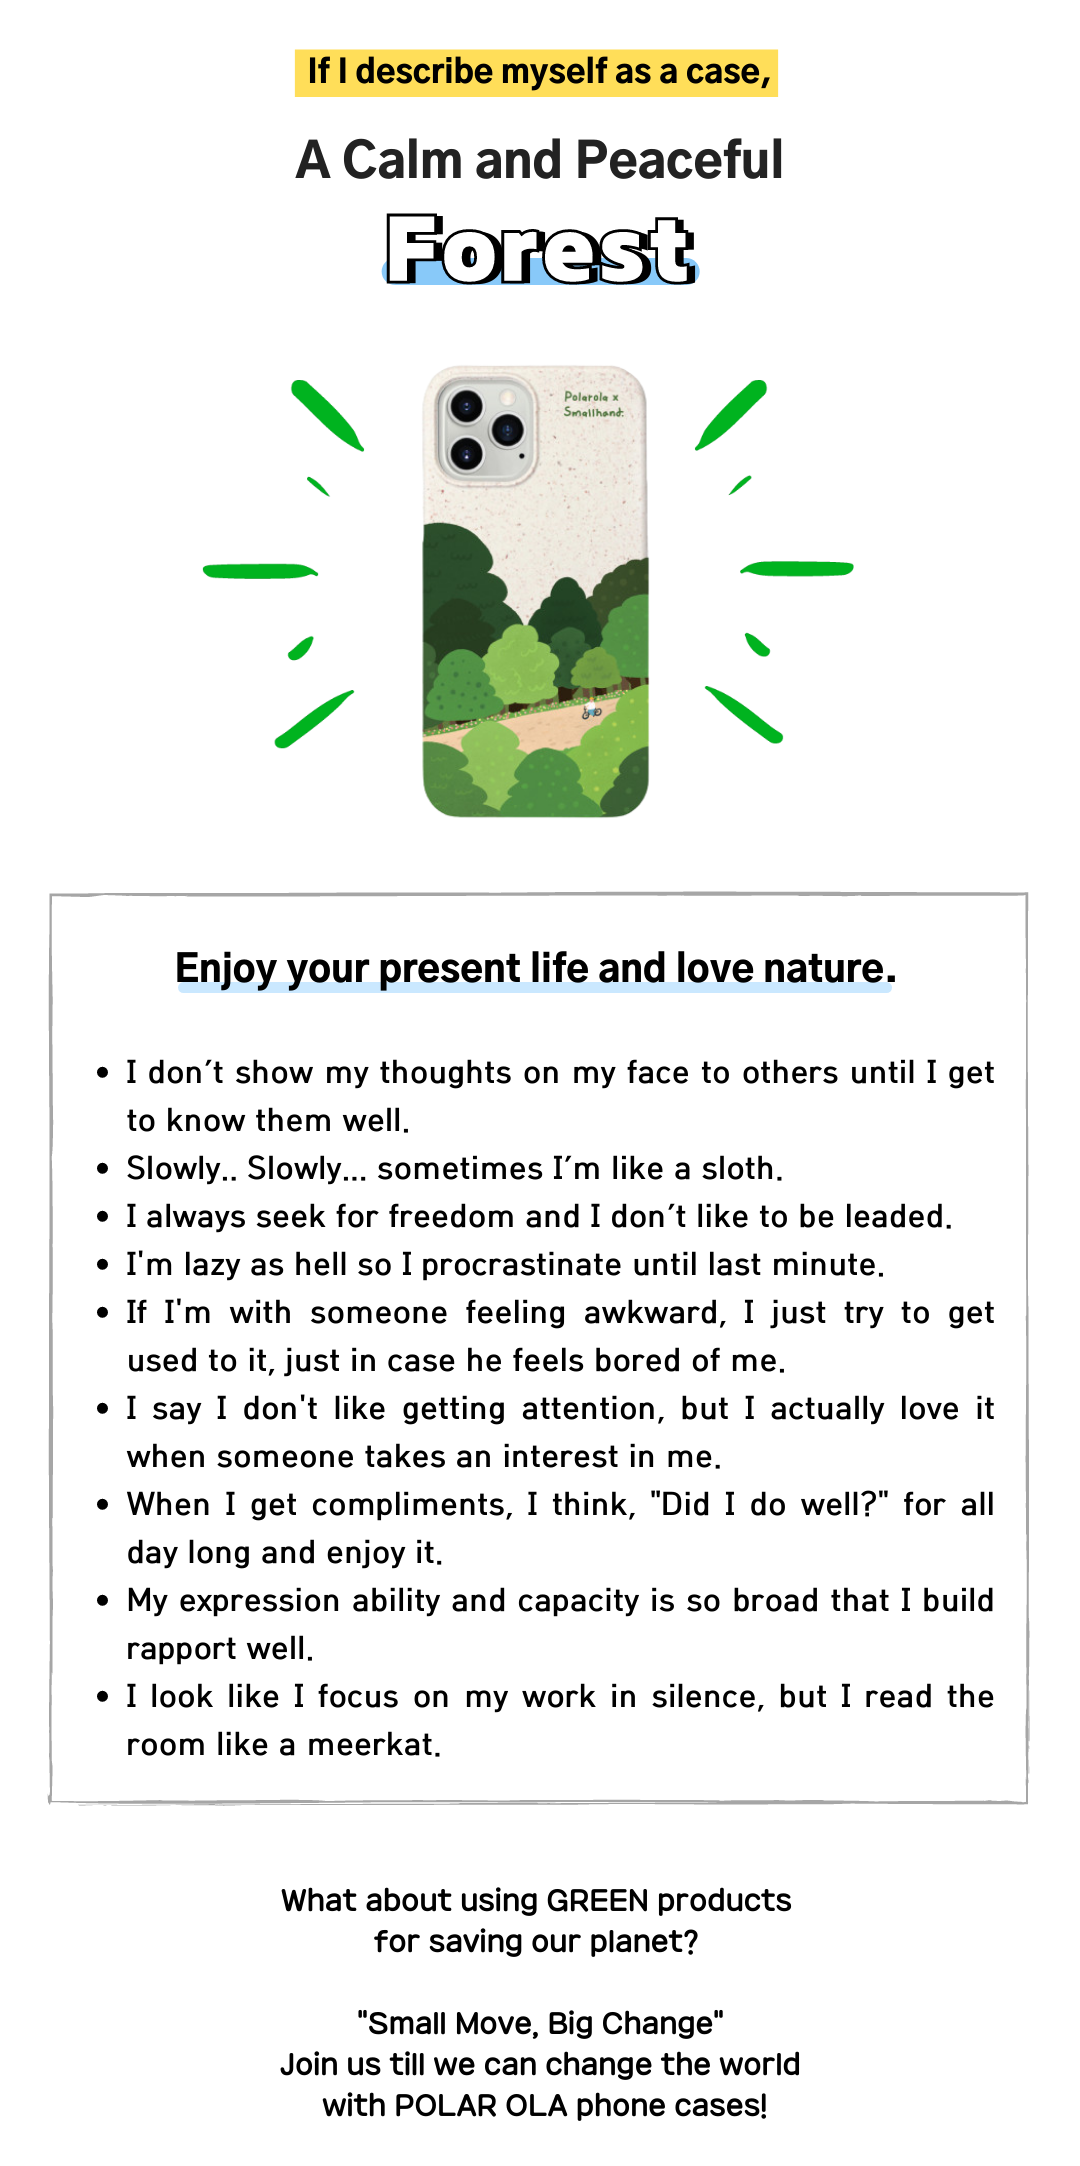 If I describe myself as a case,
A Calm and Peaceful
Forest
Polarola x
Smallhand.
Enjoy your present life and love nature.
• I don´t show my thoughts on my face to others until I get
to know them well.
• Slowly.. Slowly... sometimes I´m like a sloth.
• I always seek for freedom and I don´t like to be leaded.
• I'm lazy as hell so I procrastinate until last minute.
• If I'm with someone feeling awkward, I just try to get
used to it, just in case he feels bored of me.
• I say I don't like getting attention, but I actually love it
when someone takes an interest in me.
• When I get compliments, I think, "Did I do well?" for all
day long and enjoy it.
• My expression ability and capacity is so broad that I build
rapport well.
• I look like I focus on my work in silence, but I read the
room like a meerkat.
What about using GREEN products
for saving our planet?
"Small Move, Big Change"
Join us till we can change the world
with POLAR OLA phone cases!